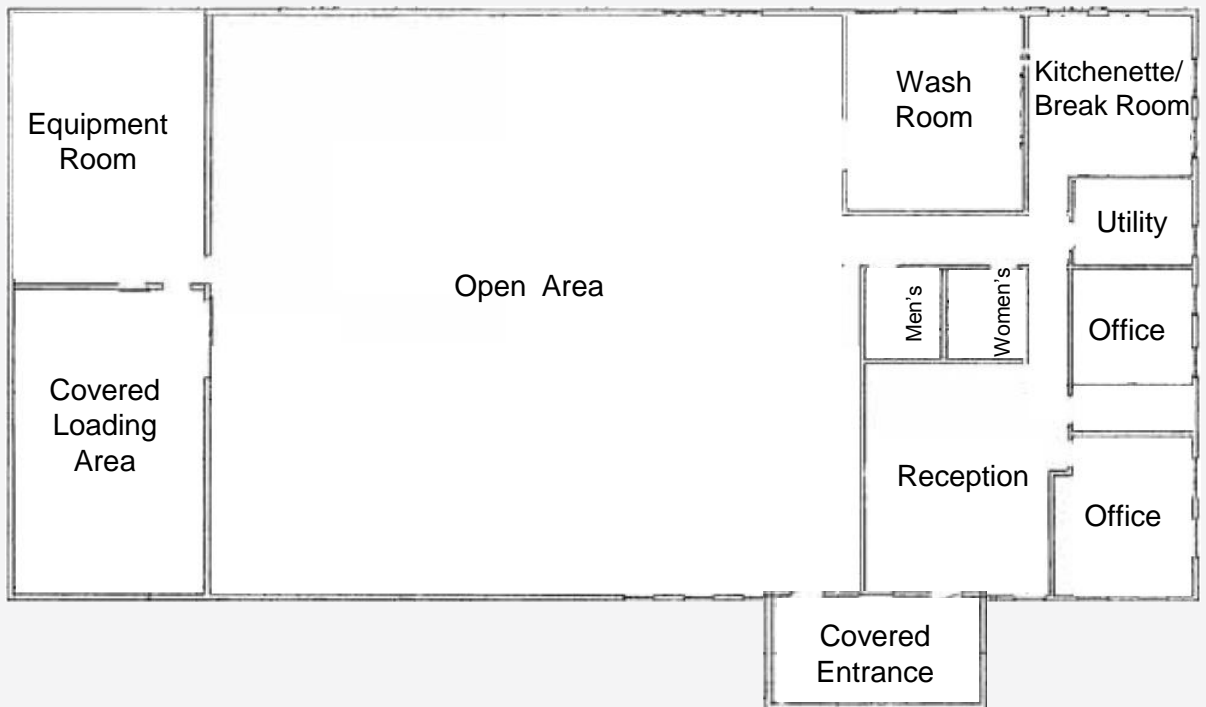 Equipment
Room
Wash
Room
Kitchenette/
Break Room
Utility
Open Area
Men's
Women's
Office
Covered
Loading
Area
Reception
Office
Covered
Entrance